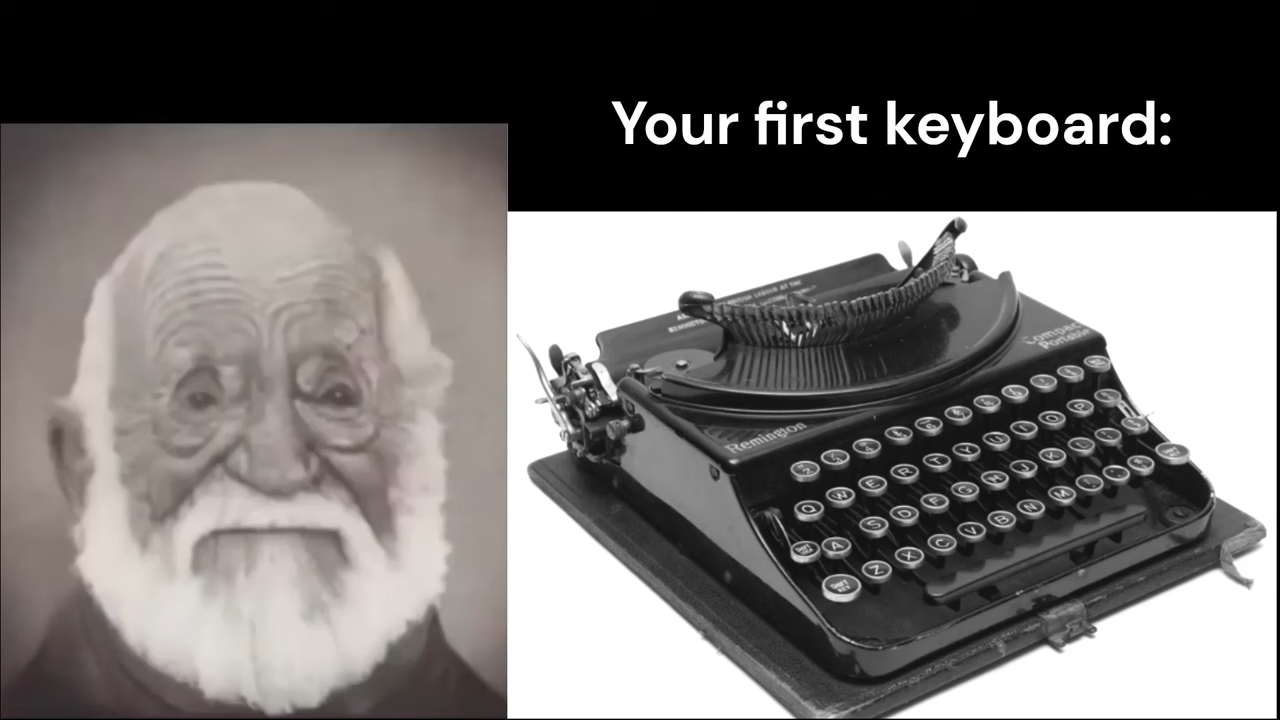 Your first keyboard:
Remington
Compact
Portable
Q W E R T Y U I O P
A S D F G H J K L
Z X C V B N M